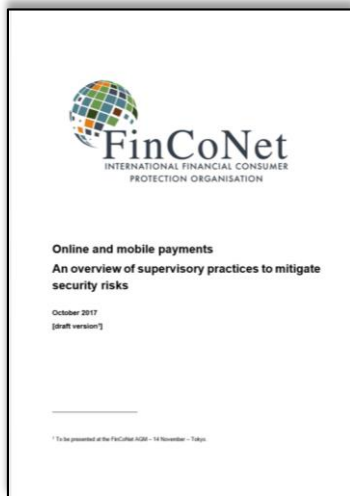 FinCoNet
INTERNATIONAL FINANCIAL CONSUMER
PROTECTION ORGANISATION
Online and mobile payments
An overview of supervisory practices to mitigate
security risks
October 2017
[draft version¹]
¹ To be presented at the FinCoNet AGM – 14 November – Tokyo.